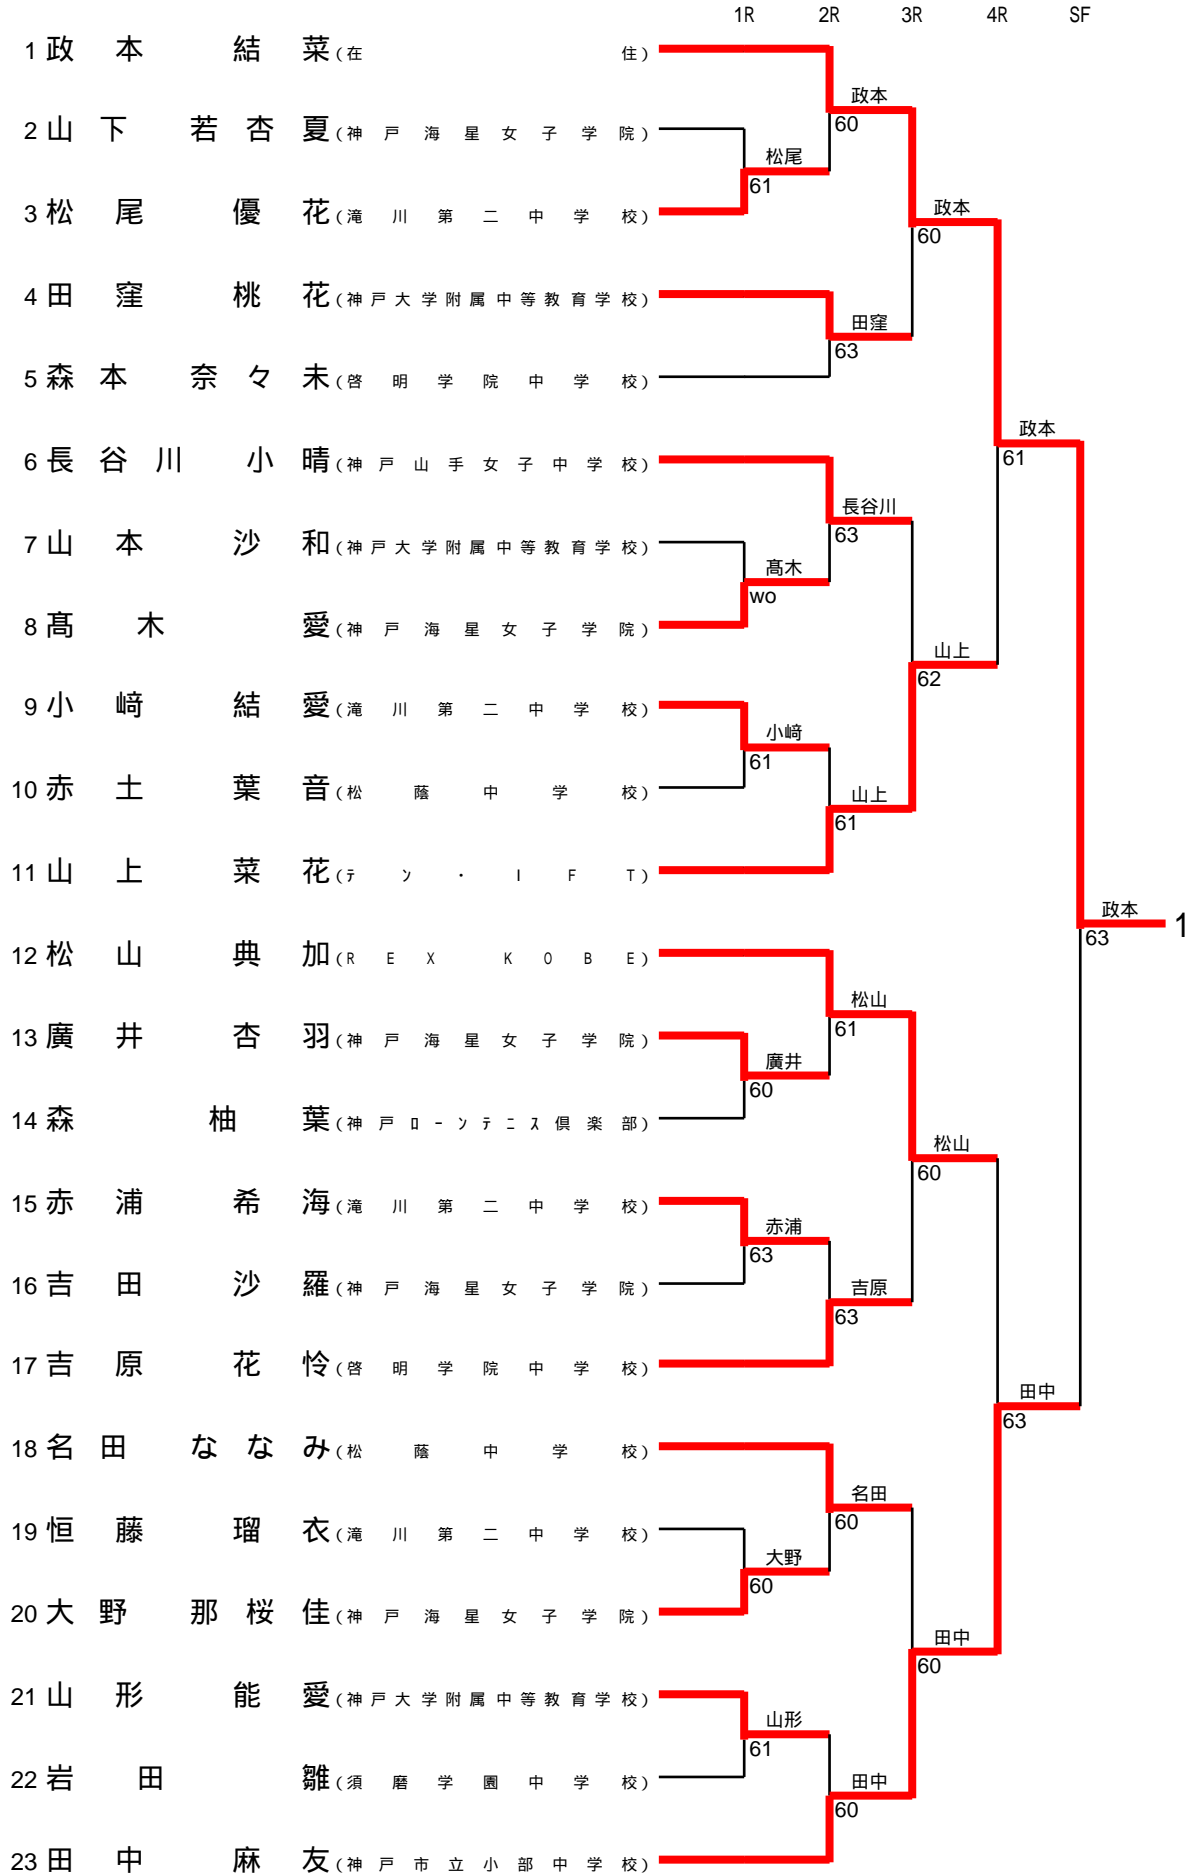 1R 2R 3R 4R SF
1 政本 結菜 (在住)
政本
60
2 山下 若杏夏 (神戸海星女子学院)
松尾
61
3 松尾 優花 (滝川第二中学校)
政本
60
4 田窪 桃花 (神戸大学附属中等教育学校)
田窪
63
5 森本 奈々未 (啓明学院中学校)
政本
61
6 長谷川 小晴 (神戸山手女子中学校)
長谷川
63
7 山本 沙和 (神戸大学附属中等教育学校)
髙木
wo
8 髙木 愛 (神戸海星女子学院)
山上
62
9 小﨑 結愛 (滝川第二中学校)
小﨑
61
10 赤土 葉音 (松蔭中学校)
山上
61
11 山上 菜花 (テン・IFT)
政本
63
1
12 松山 典加 (REX KOBE)
松山
61
13 廣井 杏羽 (神戸海星女子学院)
廣井
60
14 森 柚葉 (神戸ローンテニス倶楽部)
松山
60
15 赤浦 希海 (滝川第二中学校)
赤浦
63
16 吉田 沙羅 (神戸海星女子学院)
吉原
63
17 吉原 花怜 (啓明学院中学校)
田中
63
18 名田 ななみ (松蔭中学校)
名田
60
19 恒藤 瑠衣 (滝川第二中学校)
大野
60
20 大野 那桜佳 (神戸海星女子学院)
田中
60
21 山形 能愛 (神戸大学附属中等教育学校)
山形
61
22 岩田 雛 (須磨学園中学校)
田中
60
23 田中 麻友 (神戸市立小部中学校)